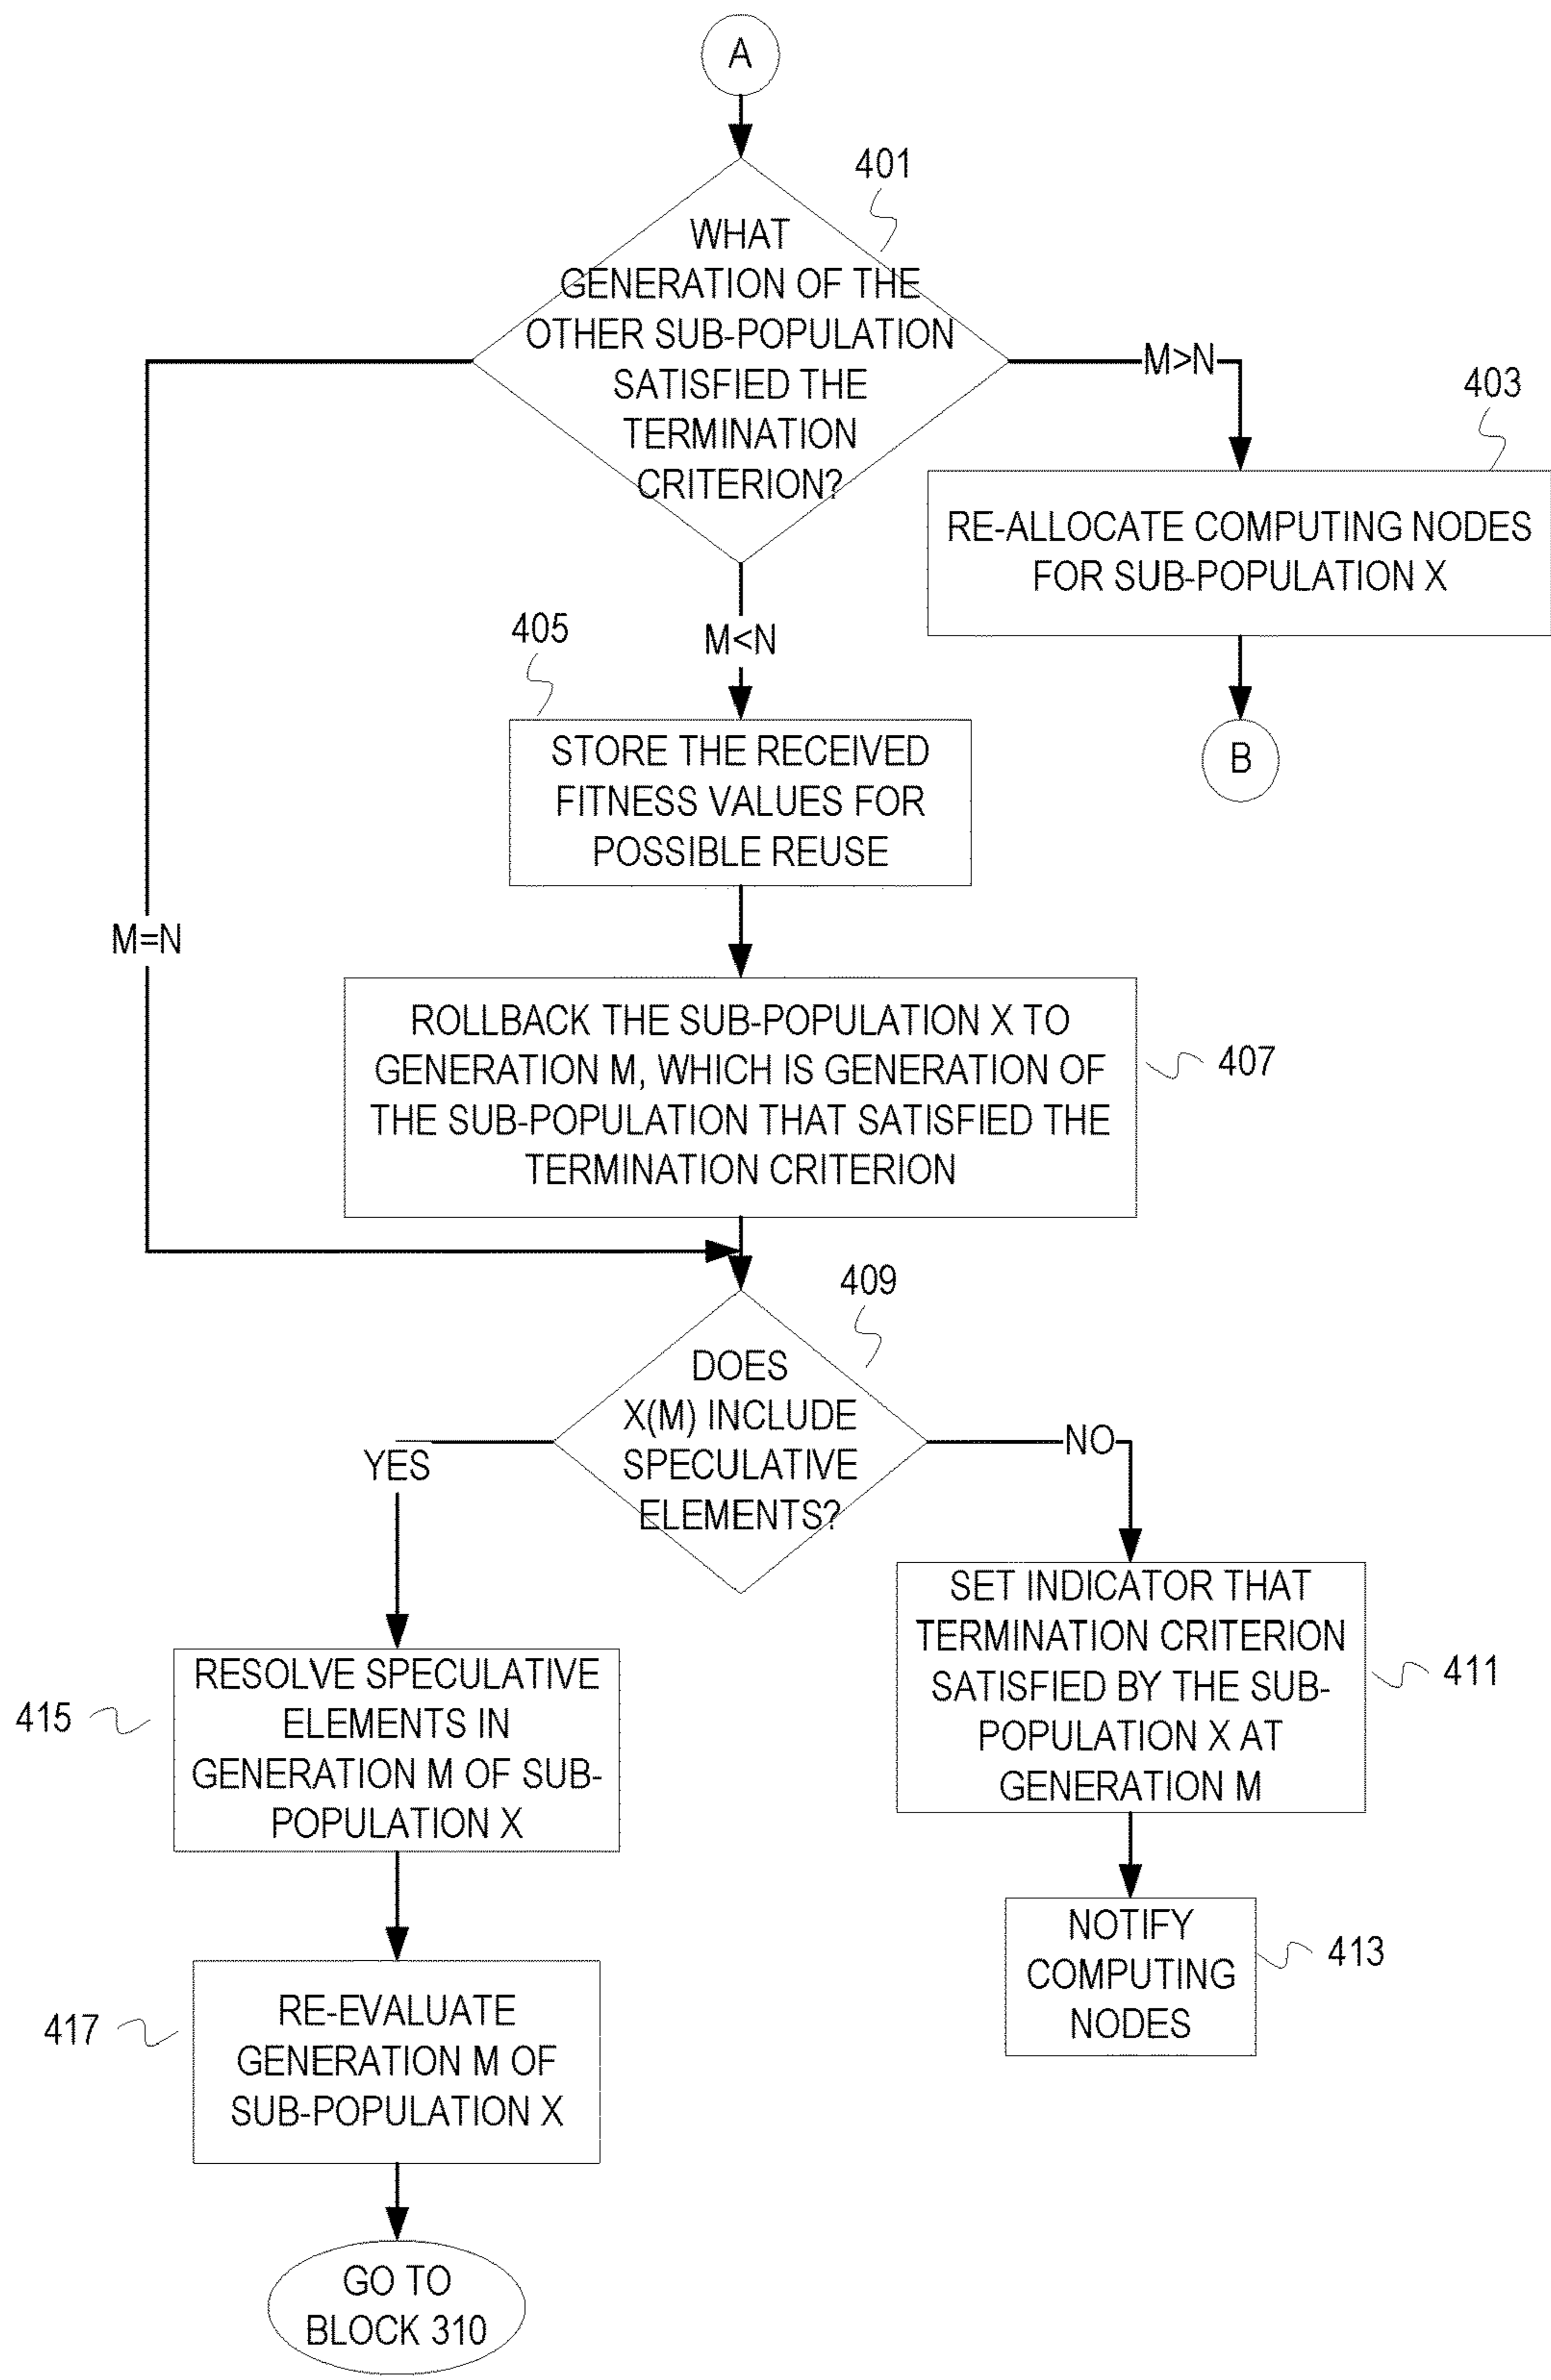 A
401
WHAT
GENERATION OF THE
OTHER SUB-POPULATION
SATISFIED THE
TERMINATION
CRITERION?
M>N
403
RE-ALLOCATE COMPUTING NODES
FOR SUB-POPULATION X
B
M<N
405
STORE THE RECEIVED
FITNESS VALUES FOR
POSSIBLE REUSE
M=N
ROLLBACK THE SUB-POPULATION X TO
GENERATION M, WHICH IS GENERATION OF
THE SUB-POPULATION THAT SATISFIED THE
TERMINATION CRITERION
407
409
DOES
X(M) INCLUDE
SPECULATIVE
ELEMENTS?
YES
NO
SET INDICATOR THAT
TERMINATION CRITERION
SATISFIED BY THE SUB-
POPULATION X AT
GENERATION M
411
NOTIFY
COMPUTING
NODES
413
RESOLVE SPECULATIVE
ELEMENTS IN
GENERATION M OF SUB-
POPULATION X
415
RE-EVALUATE
GENERATION M OF
SUB-POPULATION X
417
GO TO
BLOCK 310